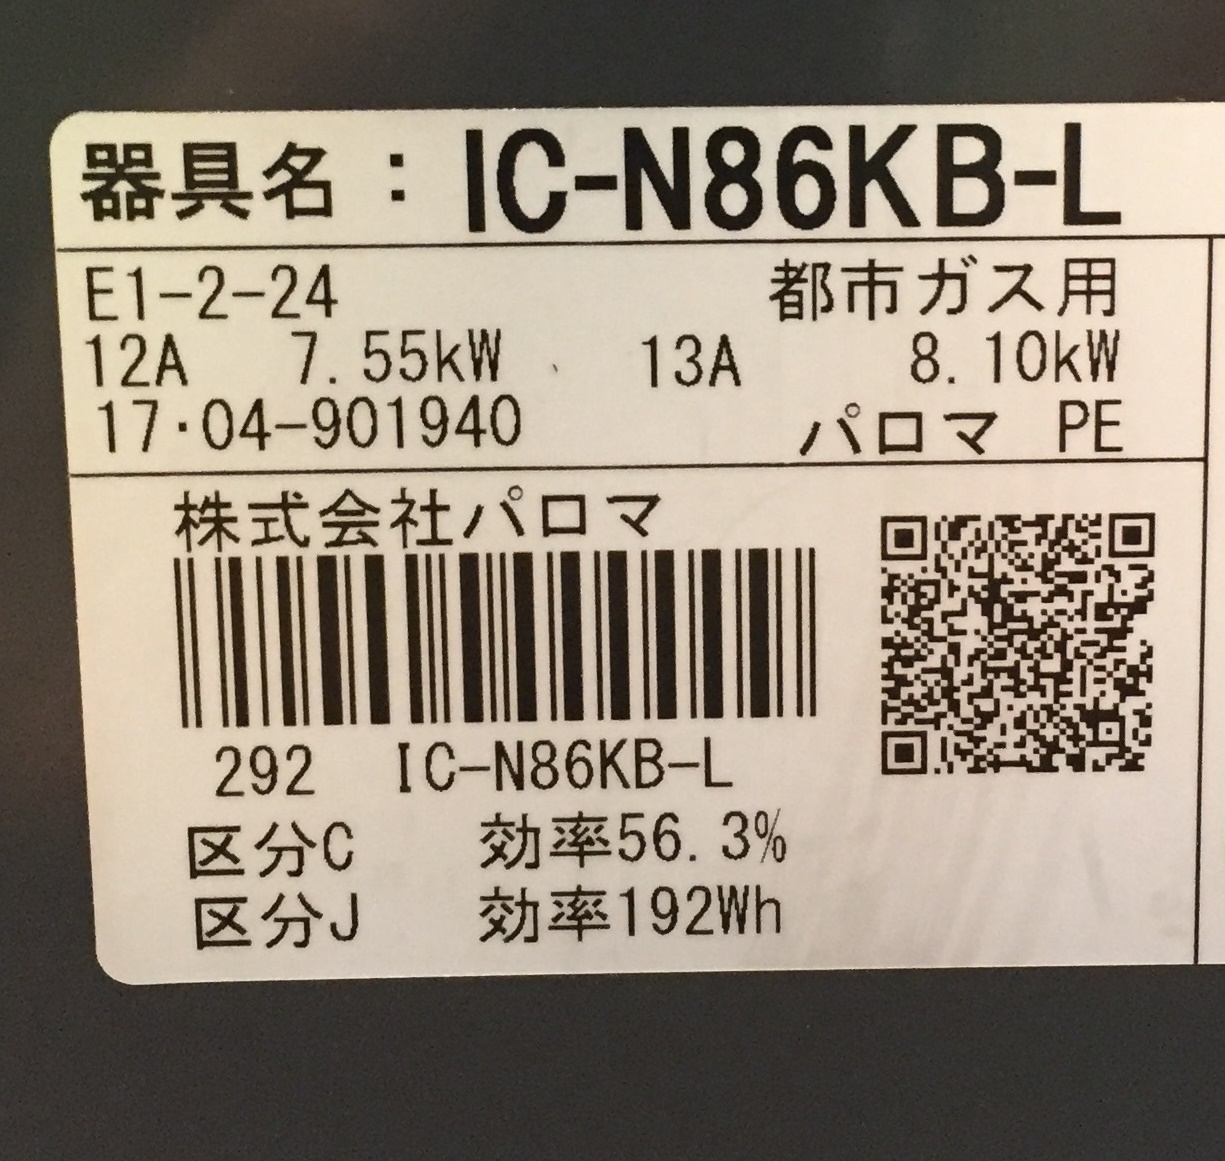 器具名：IC-N86KB-L
E1-2-24 都市ガス用
12A 7.55kW 13A 8.10kW
17・04-901940 パロマ PE
株式会社パロマ
292 IC-N86KB-L
区分C 効率56.3%
区分J 効率192Wh